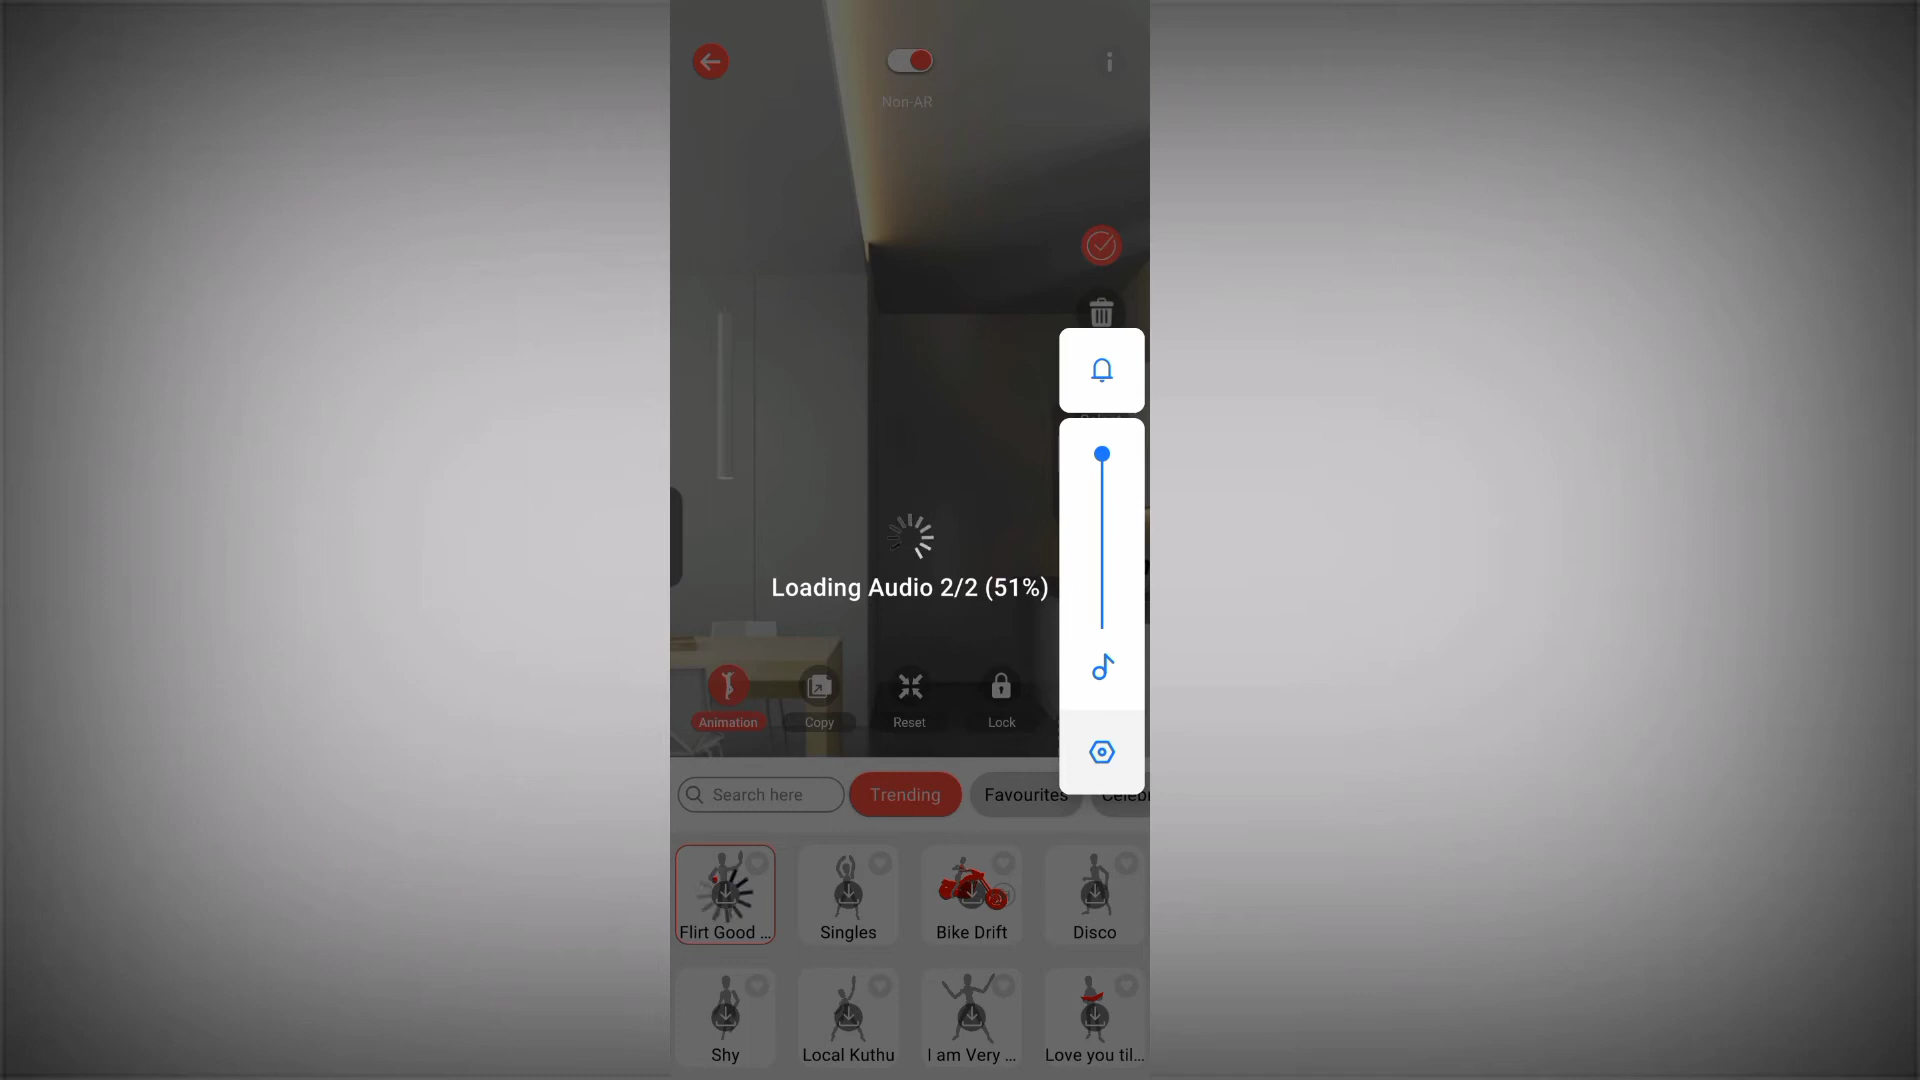 Non-AR
Loading Audio 2/2 (51%)
Animation
Copy
Reset
Lock
Search here
Trending
Favourites
Celebr
Flirt Good ...
Singles
Bike Drift
Disco
Shy
Local Kuthu
I am Very ...
Love you til...